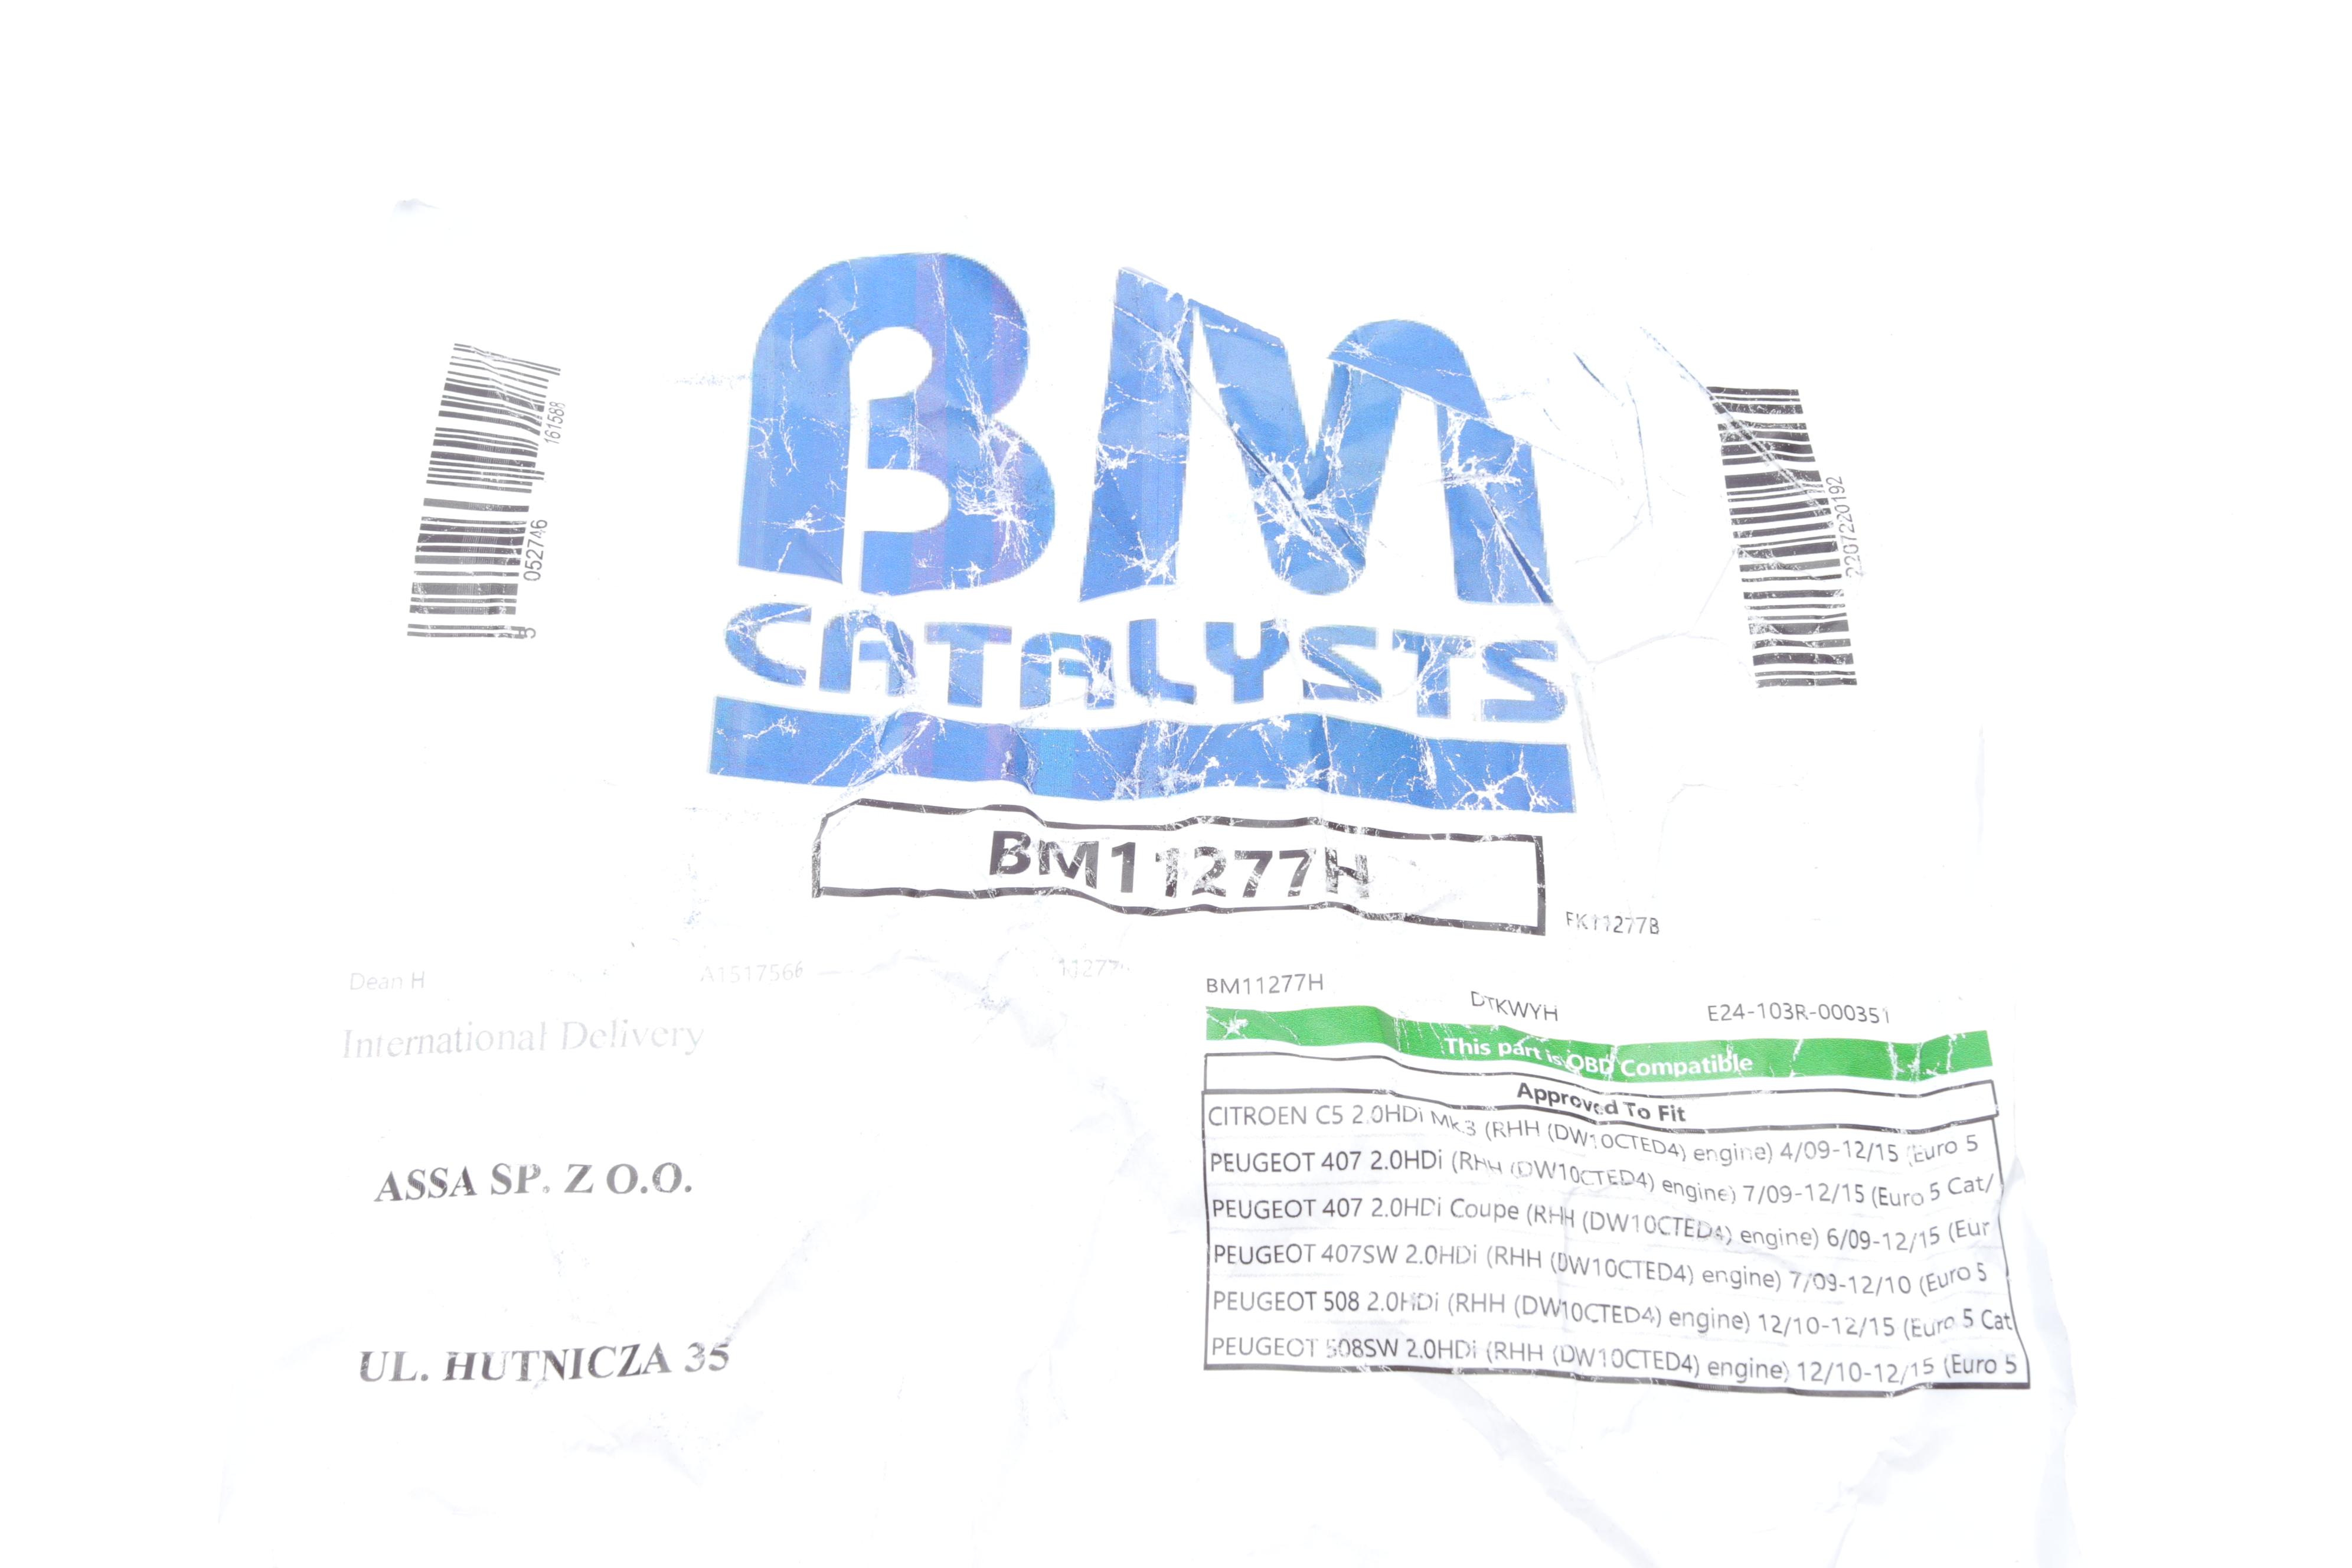 BM
CATALYSTS
5 052746 161588
2207220192
BM11277H
FK11277B
Dean H
A1517566
BM11277H
DTKWYH
E24-103R-000351
International Delivery
This part is OBD Compatible
Approved To Fit
CITROEN C5 2.0HDi Mk.3 (RHH (DW10CTED4) engine) 4/09-12/15 (Euro 5
PEUGEOT 407 2.0HDi (RHH (DW10CTED4) engine) 7/09-12/15 (Euro 5 Cat/
PEUGEOT 407 2.0HDi Coupe (RHH (DW10CTED4) engine) 6/09-12/15 (Eur
PEUGEOT 407SW 2.0HDi (RHH (DW10CTED4) engine) 7/09-12/10 (Euro 5
PEUGEOT 508 2.0HDi (RHH (DW10CTED4) engine) 12/10-12/15 (Euro 5 Cat
PEUGEOT 508SW 2.0HDi (RHH (DW10CTED4) engine) 12/10-12/15 (Euro 5
ASSA SP. Z O.O.
UL. HUTNICZA 35